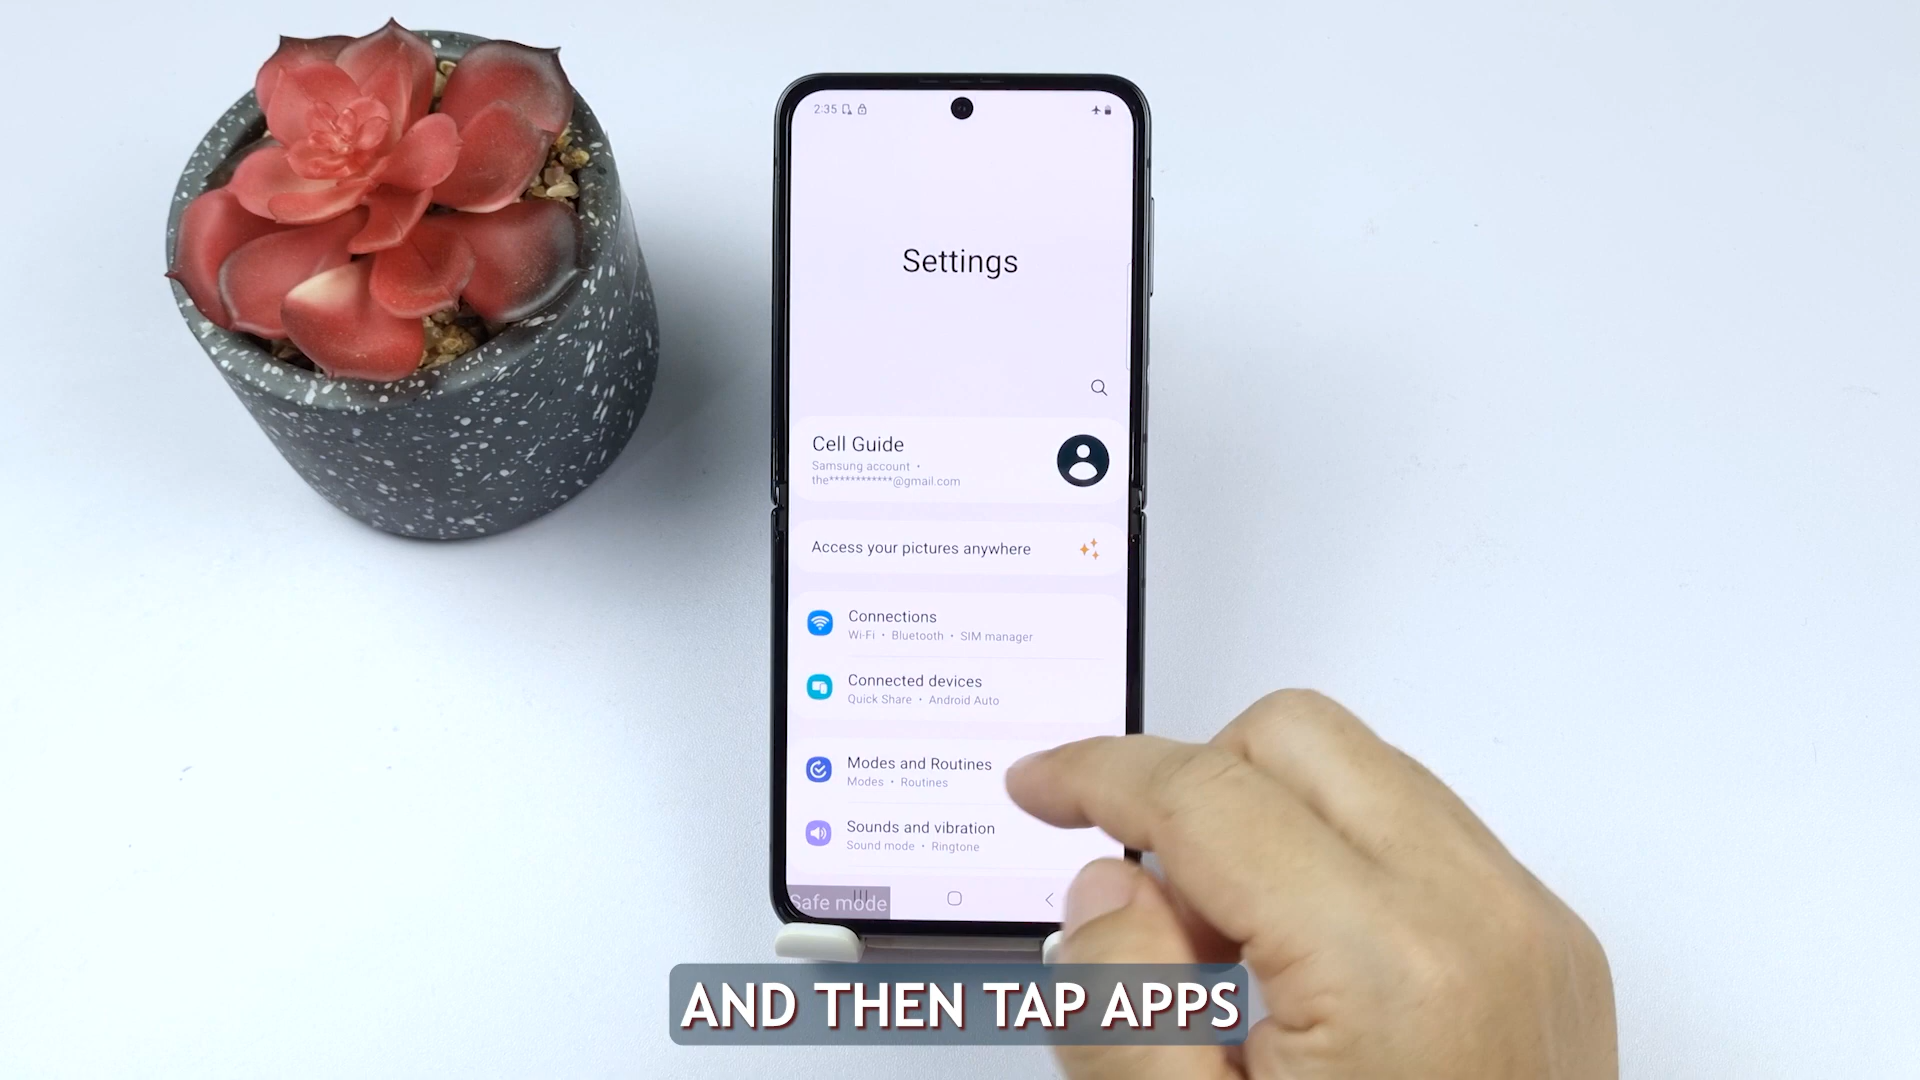 2:35
Settings
Cell Guide
Samsung account •
the************@gmail.com
Access your pictures anywhere
Connections
Wi-Fi • Bluetooth • SIM manager
Connected devices
Quick Share • Android Auto
Modes and Routines
Modes • Routines
Sounds and vibration
Sound mode • Ringtone
Safe mode
AND THEN TAP APPS